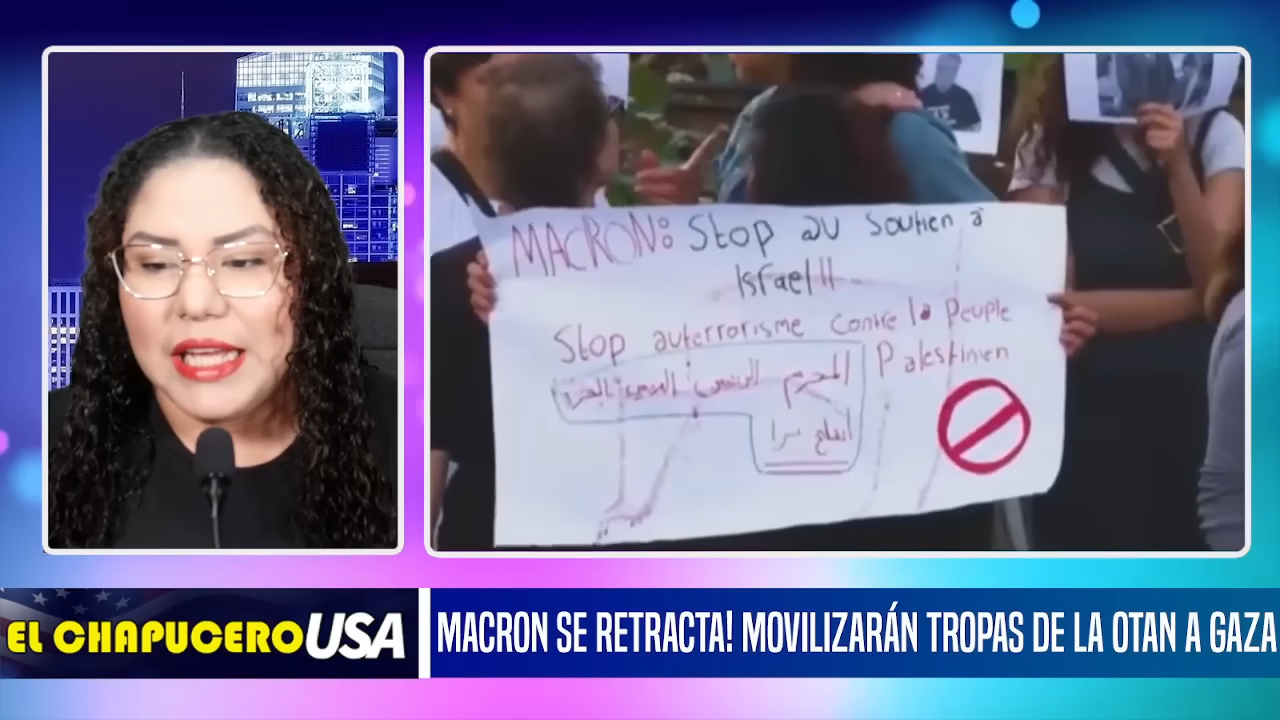 MACRON: Stop au soutien à
Israel!!
Stop auterrorisme contre la Peuple
Palestinien
المجرم
EL CHAPUCERO USA
MACRON SE RETRACTA! MOVILIZARÁN TROPAS DE LA OTAN A GAZA